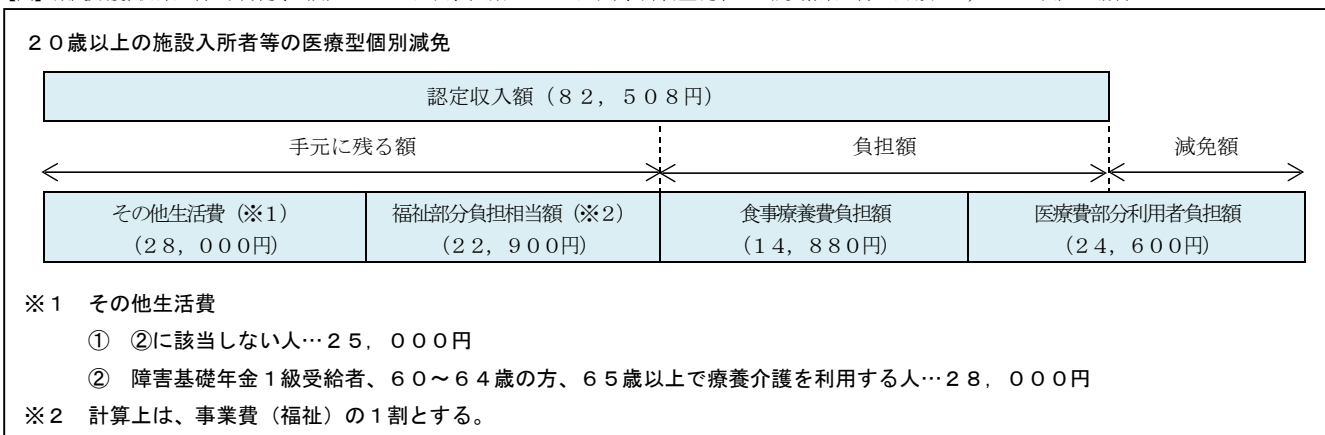 ２０歳以上の施設入所者等の医療型個別減免
認定収入額（８２，５０８円）
手元に残る額
負担額
減免額
その他生活費（※１）
（２８，０００円）
福祉部分負担相当額（※２）
（２２，９００円）
食事療養費負担額
（１４，８８０円）
医療費部分利用者負担額
（２４，６００円）
※１　その他生活費
①　②に該当しない人…２５，０００円
②　障害基礎年金１級受給者、６０～６４歳の方、６５歳以上で療養介護を利用する人…２８，０００円
※２　計算上は、事業費（福祉）の１割とする。